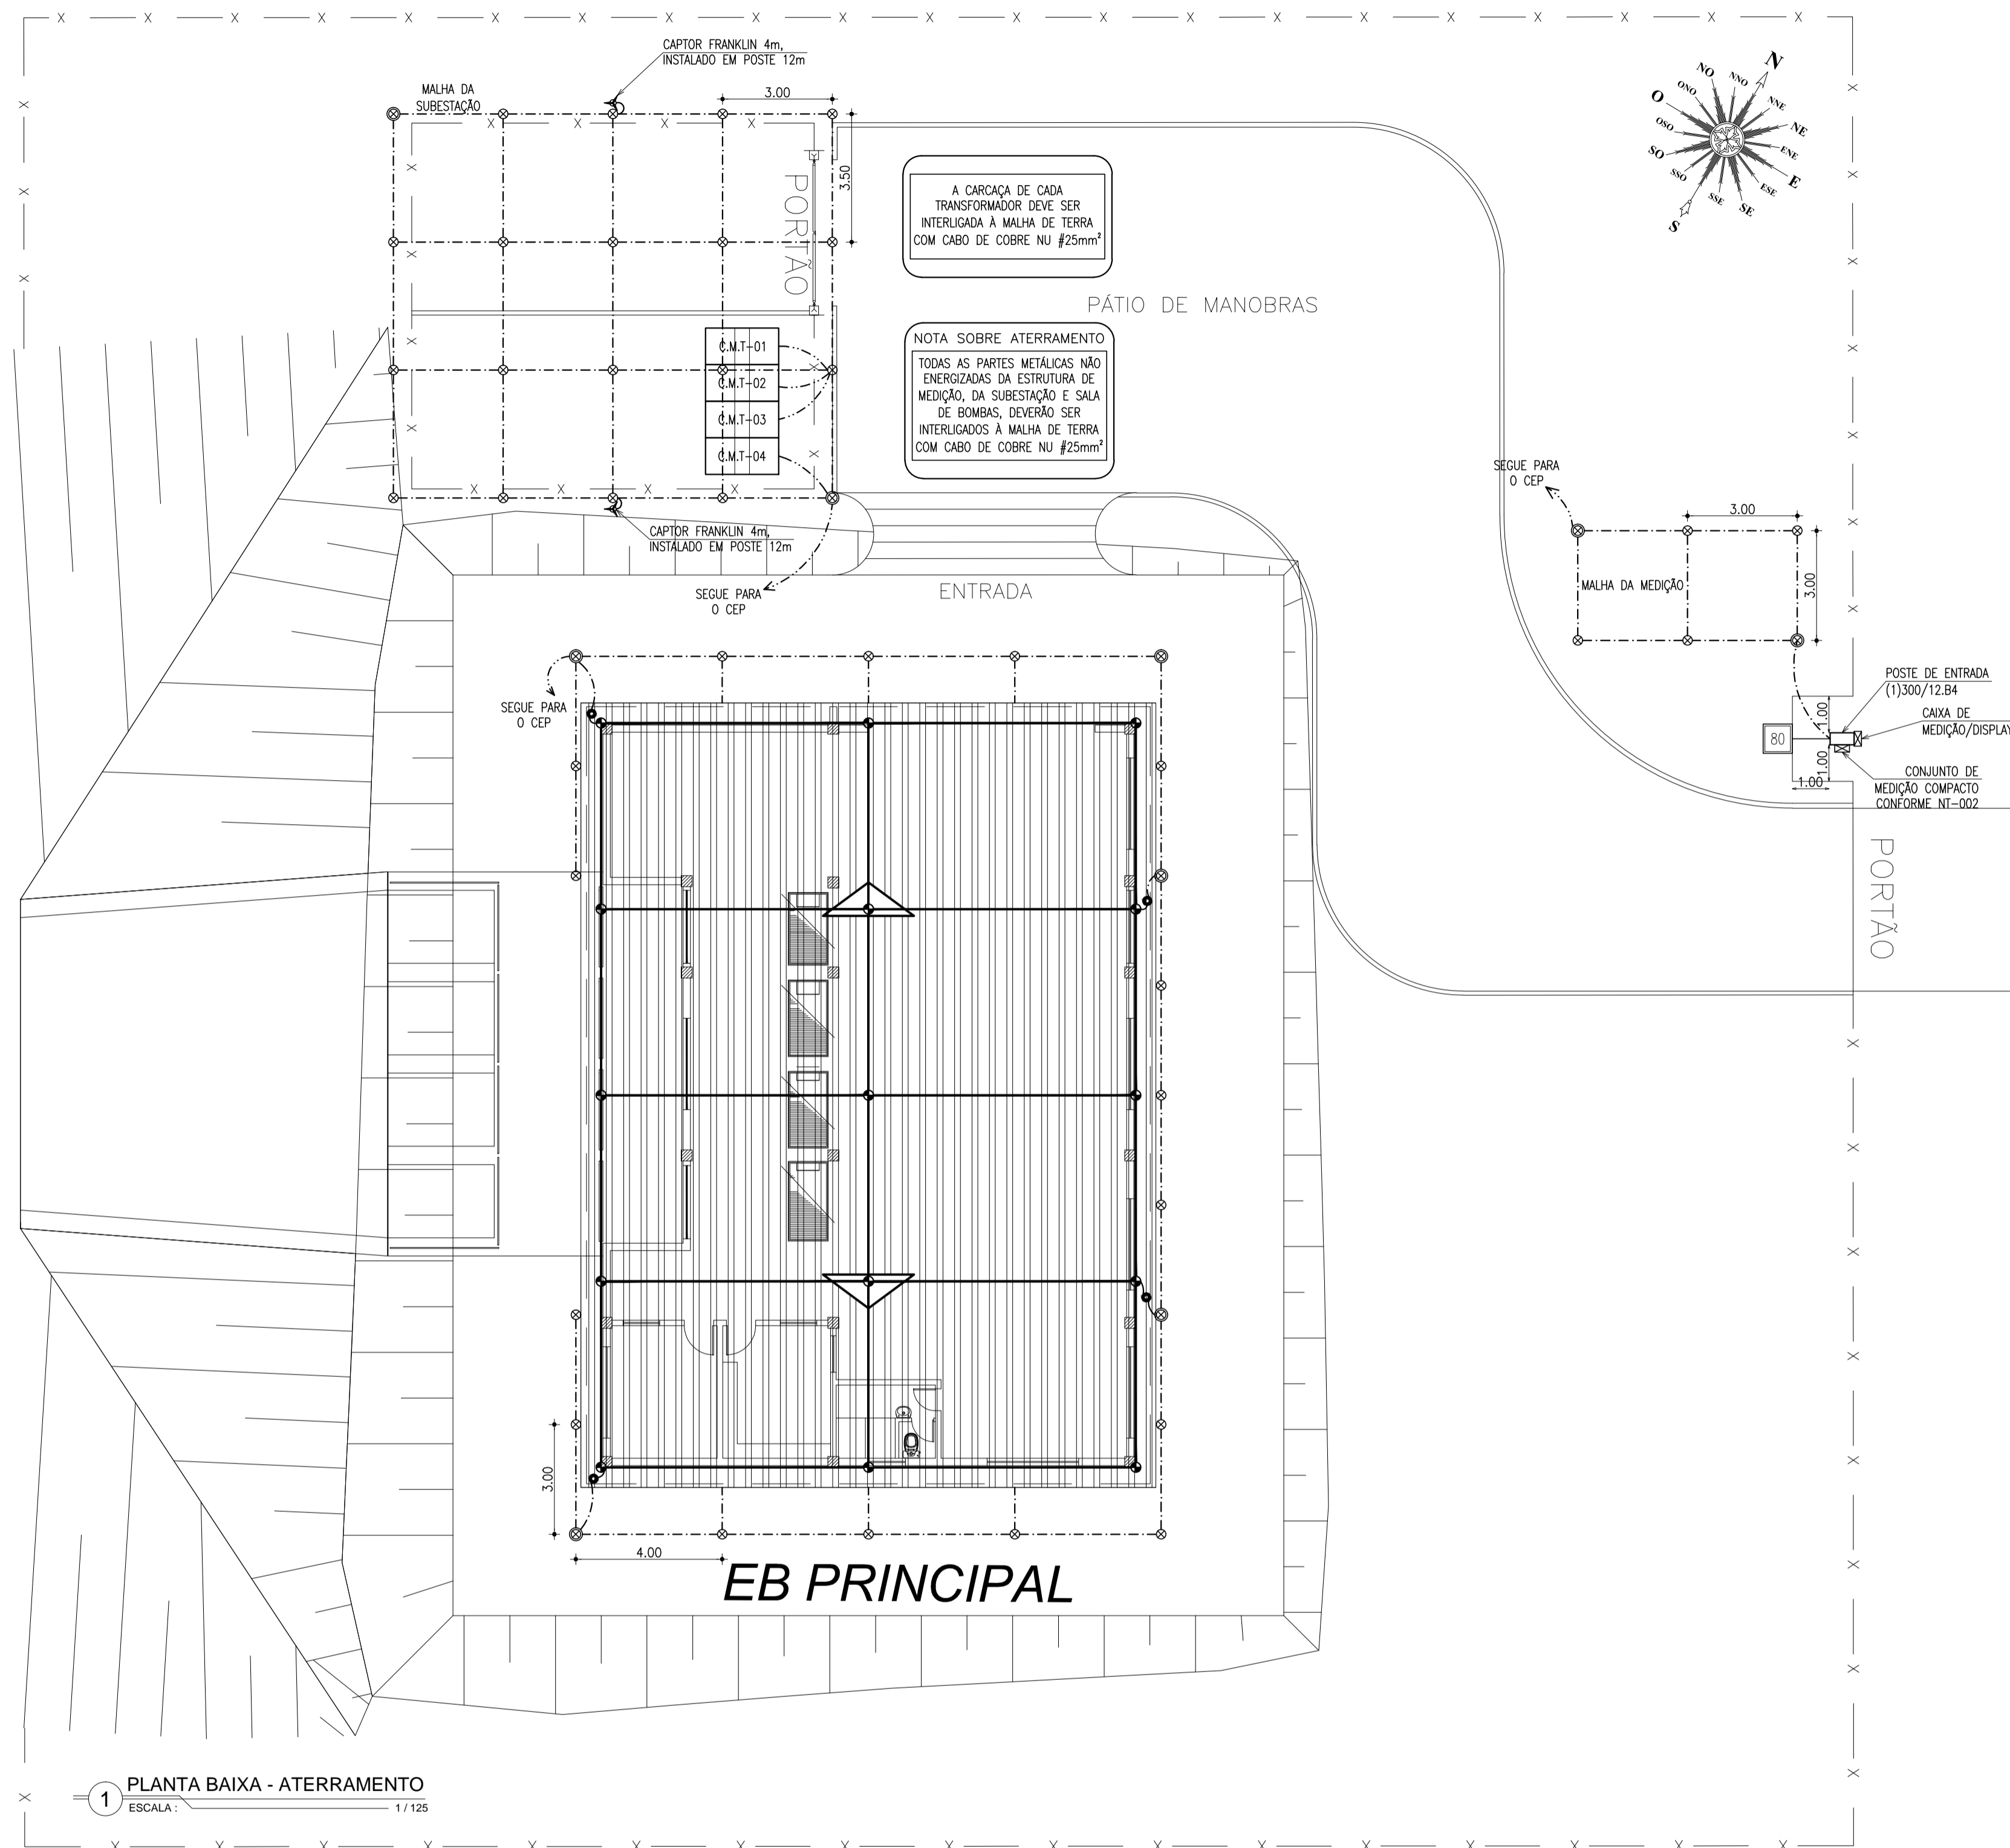 CAPTOR FRANKLIN 4m,
INSTALADO EM POSTE 12m
MALHA DA
SUBESTAÇÃO
3.00
3.50
PORTÃO
N
NNE
NE
ENE
E
ESE
SE
SSE
S
SSO
SO
OSO
O
ONO
NO
NNO
A CARCAÇA DE CADA
TRANSFORMADOR DEVE SER
INTERLIGADA À MALHA DE TERRA
COM CABO DE COBRE NU #25mm²
PÁTIO DE MANOBRAS
NOTA SOBRE ATERRAMENTO
TODAS AS PARTES METÁLICAS NÃO
ENERGIZADAS DA ESTRUTURA DE
MEDIÇÃO, DA SUBESTAÇÃO E SALA
DE BOMBAS, DEVERÃO SER
INTERLIGADOS À MALHA DE TERRA
COM CABO DE COBRE NU #25mm²
C.M.T-01
C.M.T-02
C.M.T-03
C.M.T-04
CAPTOR FRANKLIN 4m,
INSTALADO EM POSTE 12m
SEGUE PARA
O CEP
ENTRADA
SEGUE PARA
O CEP
3.00
MALHA DA MEDIÇÃO
3.00
POSTE DE ENTRADA
(1)300/12.B4
CAIXA DE
MEDIÇÃO/DISPLAY
80
1.00
1.00
1.00
CONJUNTO DE
MEDIÇÃO COMPACTO
CONFORME NT-002
PORTÃO
SEGUE PARA
O CEP
3.00
4.00
EB PRINCIPAL
1
PLANTA BAIXA - ATERRAMENTO
ESCALA : 1 / 125